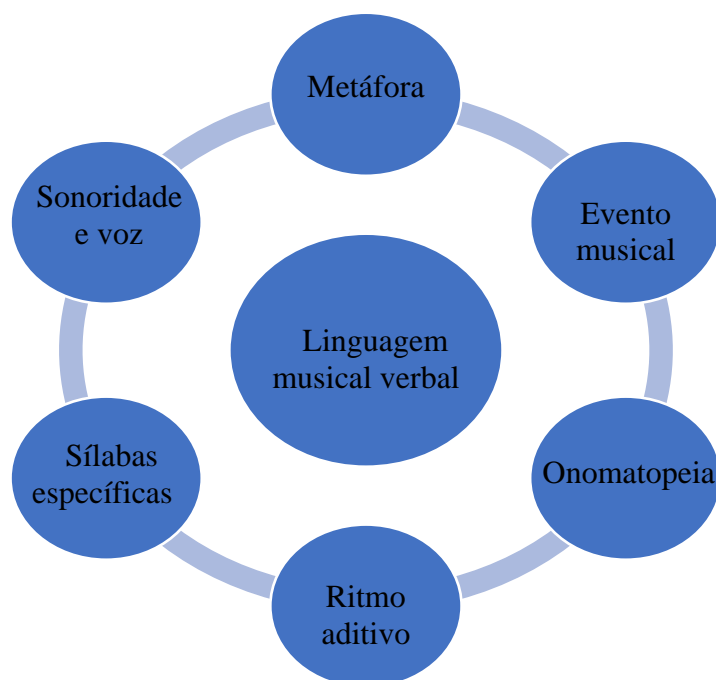 Metáfora
Evento
musical
Onomatopeia
Ritmo
aditivo
Sílabas
específicas
Sonoridade
e voz
Linguagem
musical verbal